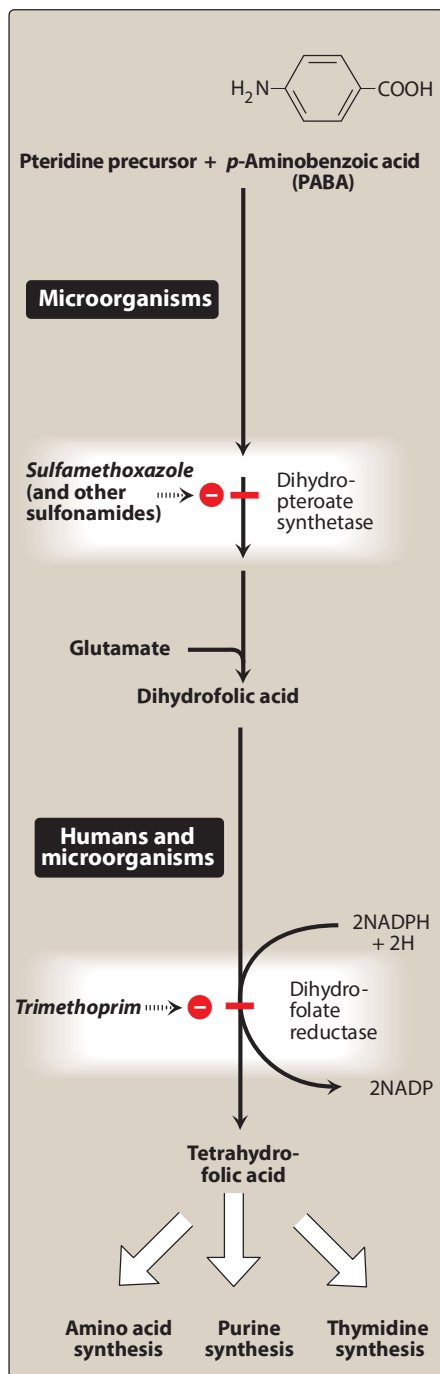 H2N
COOH
Pteridine precursor + p-Aminobenzoic acid
(PABA)
Microorganisms
Sulfamethoxazole
(and other
sulfonamides)
Dihydro-
pteroate
synthetase
Glutamate
Dihydrofolic acid
Humans and
microorganisms
2NADPH
+ 2H
Trimethoprim
Dihydro-
folate
reductase
2NADP
Tetrahydro-
folic acid
Amino acid
synthesis
Purine
synthesis
Thymidine
synthesis